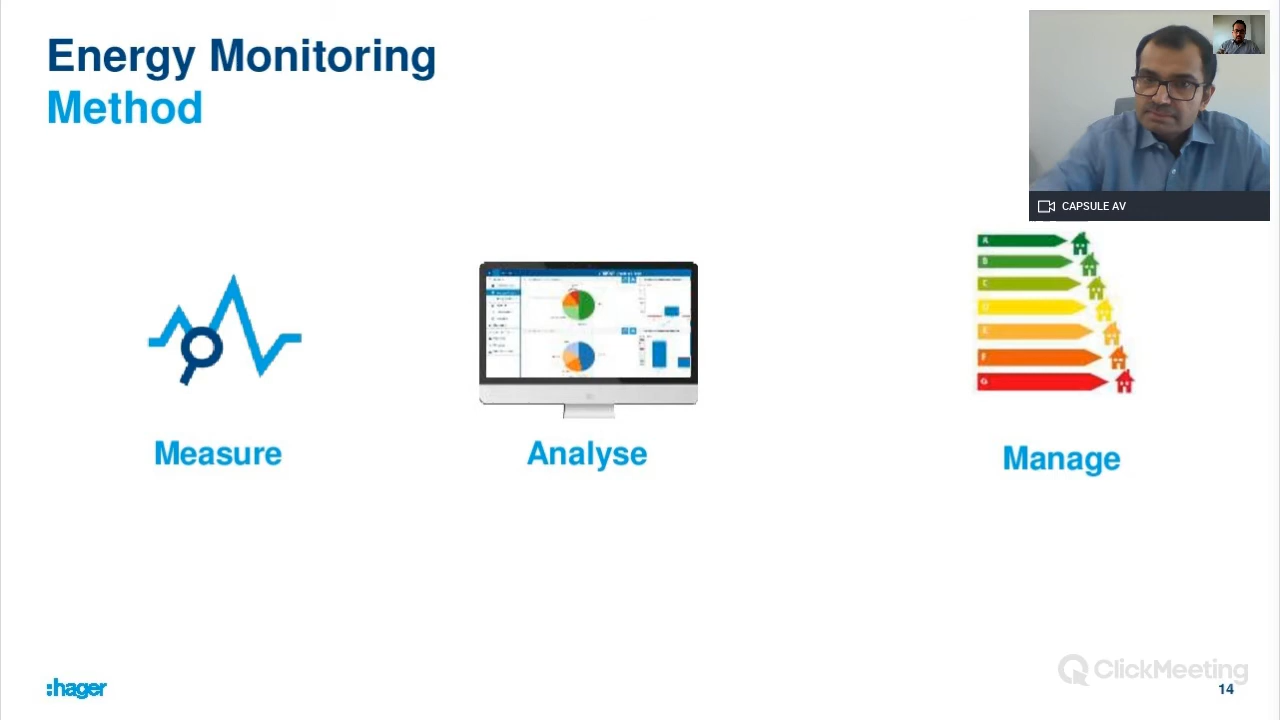 Energy Monitoring
Method
CAPSULE AV
A
B
C
D
E
F
G
Measure
Analyse
Manage
:hager
ClickMeeting
14